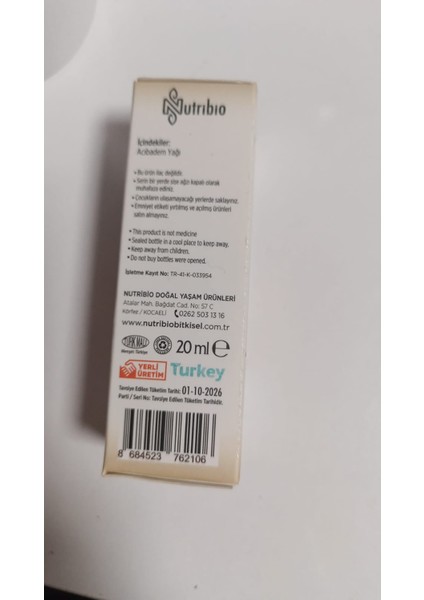 Nutribio
İçindekiler:
Acıbadem Yağı
• Bu ürün ilaç değildir.
• Serin bir yerde şişe ağzı kapalı olarak
muhafaza ediniz.
• Çocukların ulaşamayacağı yerlerde saklayınız.
• Emniyet etiketi yırtılmış ve açılmış ürünleri
satın almayınız.
• This product is not medicine
• Sealed bottle in a cool place to keep away.
• Keep away from children.
• Do not buy bottles were opened.
İşletme Kayıt No: TR-41-K-033954
NUTRİBİO DOĞAL YAŞAM ÜRÜNLERİ
Atalar Mah. Bağdat Cad. No: 57 Ç
Körfez / KOCAELİ 0262 503 13 16
www.nutribiobitkisel.com.tr
TÜRK MALI
Menşei: Türkiye
20 ml e
YERLİ
ÜRETİM
Turkey
Tavsiye Edilen Tüketim Tarihi: 01-10-2026
Parti / Seri No: Tavsiye Edilen Tüketim Tarihidir.
8 684523 762106